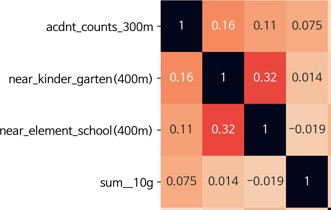 acdnt_counts_300m 1 0.16 0.11 0.075
near_kinder_garten(400m) 0.16 1 0.32 0.014
near_element_school(400m) 0.11 0.32 1 −0.019
sum__10g 0.075 0.014 −0.019 1